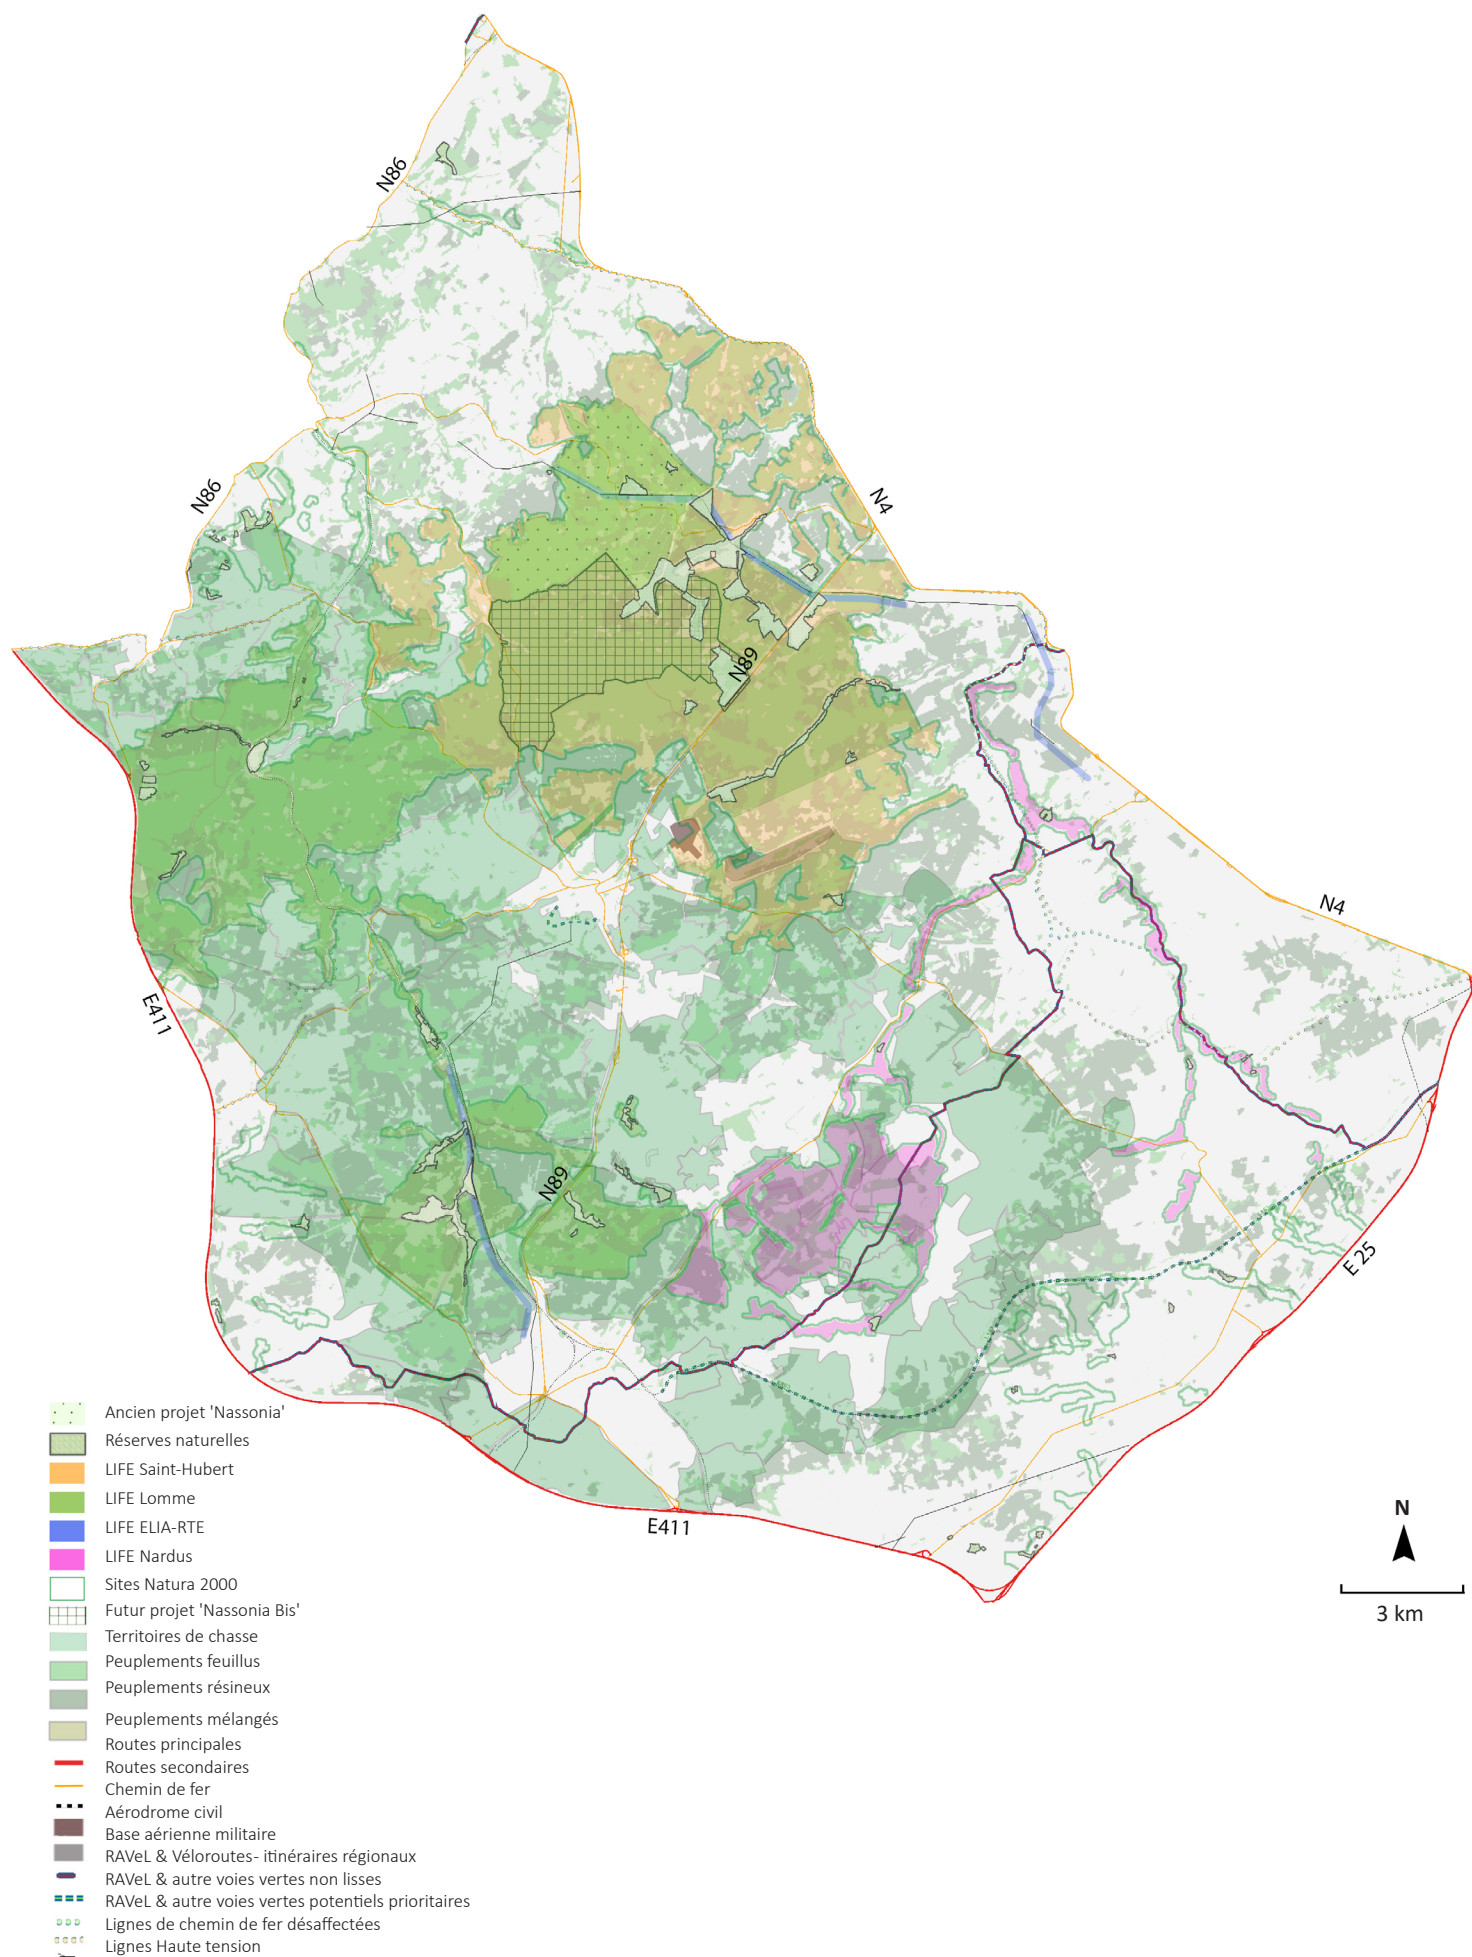 N86
N86
N4
N89
N4
E411
N89
E 25
E411
N
3 km
Ancien projet 'Nassonia'
Réserves naturelles
LIFE Saint-Hubert
LIFE Lomme
LIFE ELIA-RTE
LIFE Nardus
Sites Natura 2000
Futur projet 'Nassonia Bis'
Territoires de chasse
Peuplements feuillus
Peuplements résineux
Peuplements mélangés
Routes principales
Routes secondaires
Chemin de fer
Aérodrome civil
Base aérienne militaire
RAVeL & Véloroutes- itinéraires régionaux
RAVeL & autre voies vertes non lisses
RAVeL & autre voies vertes potentiels prioritaires
Lignes de chemin de fer désaffectées
Lignes Haute tension